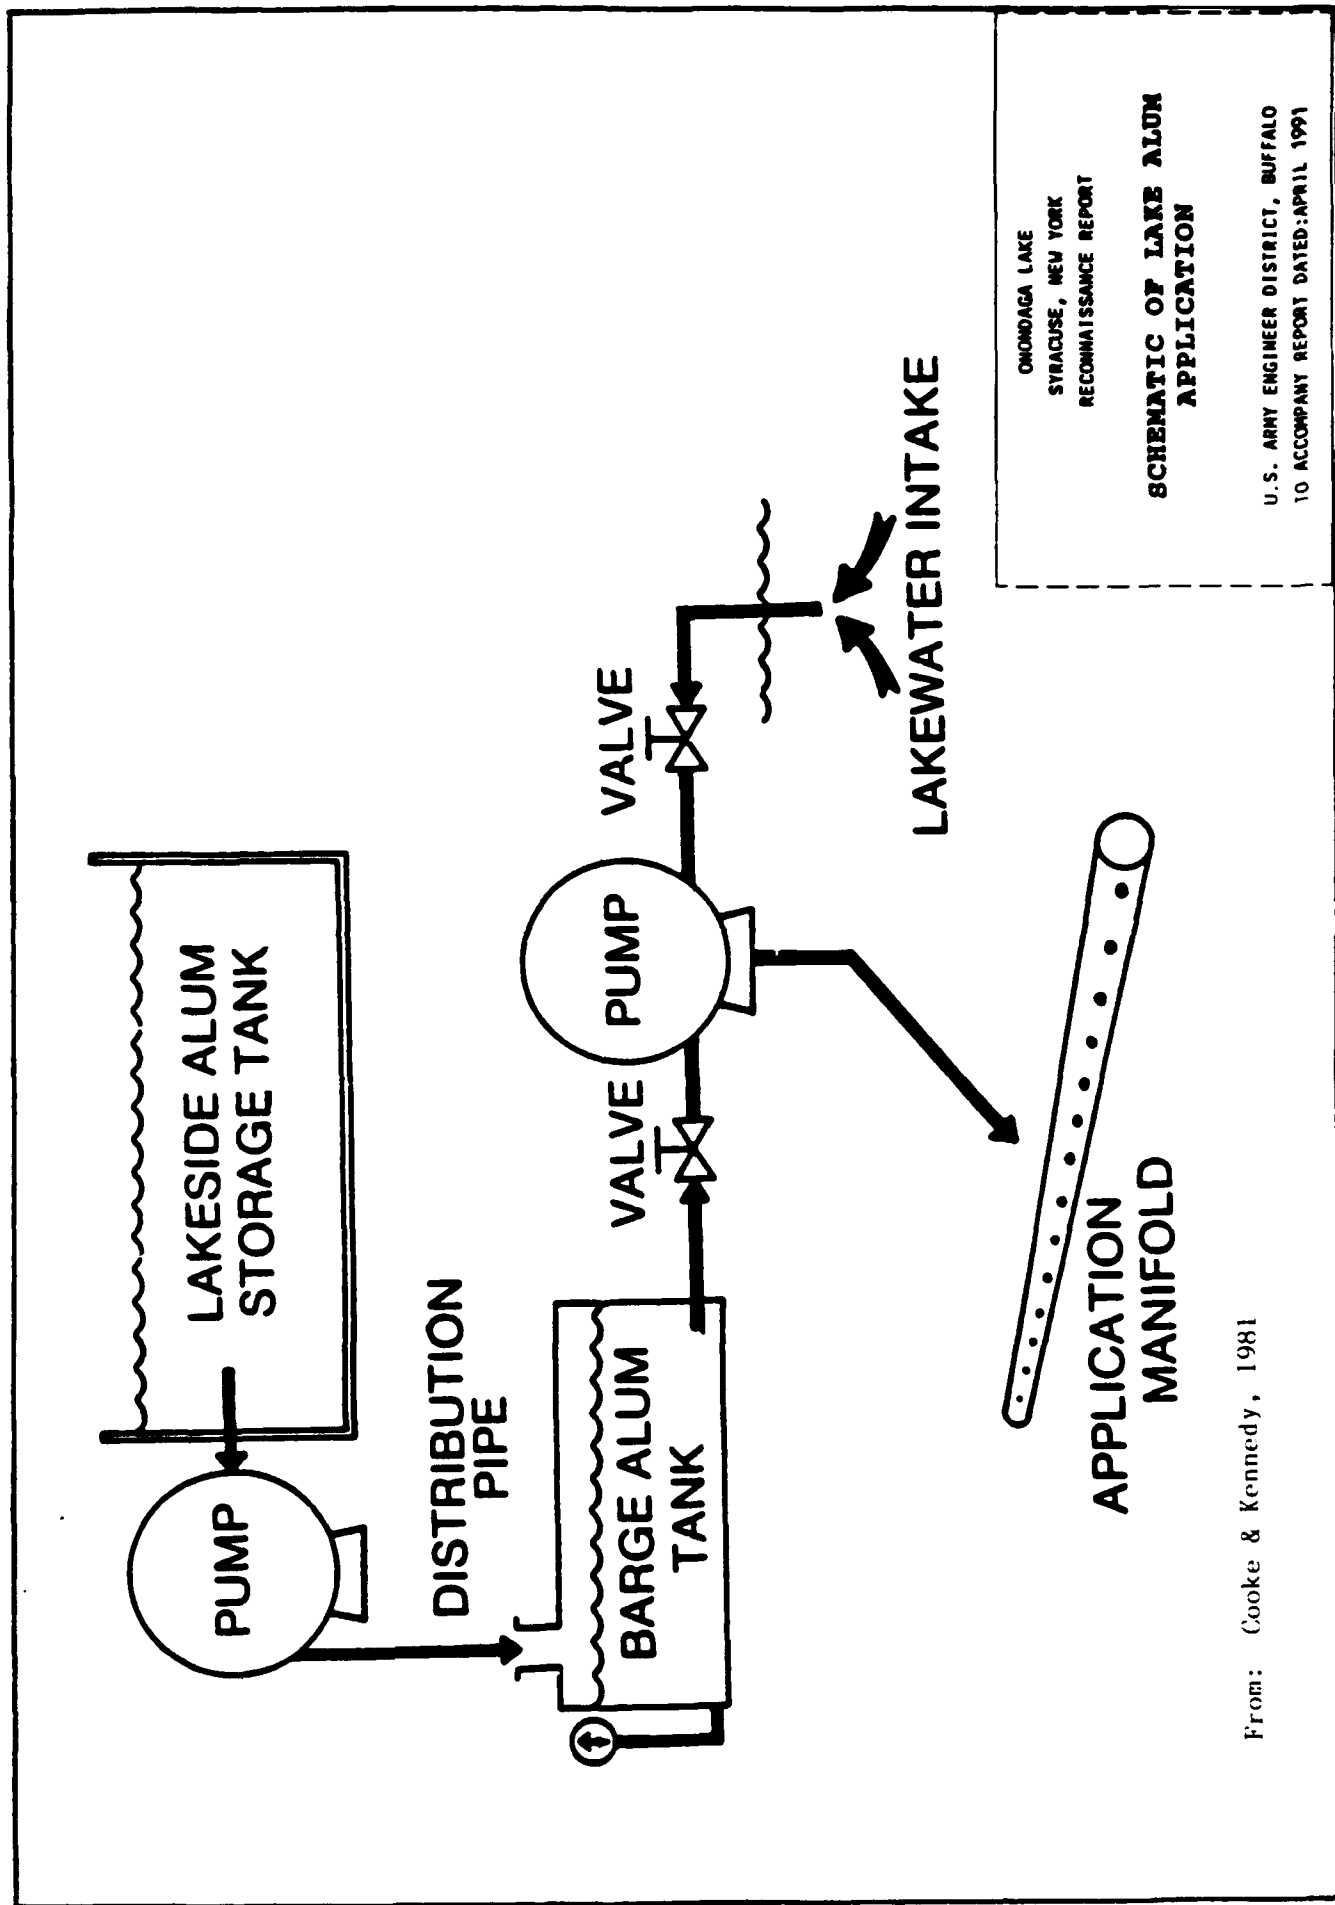 LAKESIDE ALUM
STORAGE TANK
PUMP
DISTRIBUTION
PIPE
BARGE ALUM
TANK
VALVE
PUMP
VALVE
LAKEWATER INTAKE
APPLICATION
MANIFOLD
From: Cooke & Kennedy, 1981
ONONDAGA LAKE
SYRACUSE, NEW YORK
RECONNAISSANCE REPORT
SCHEMATIC OF LAKE ALUM
APPLICATION
U.S. ARMY ENGINEER DISTRICT, BUFFALO
TO ACCOMPANY REPORT DATED:APRIL 1991